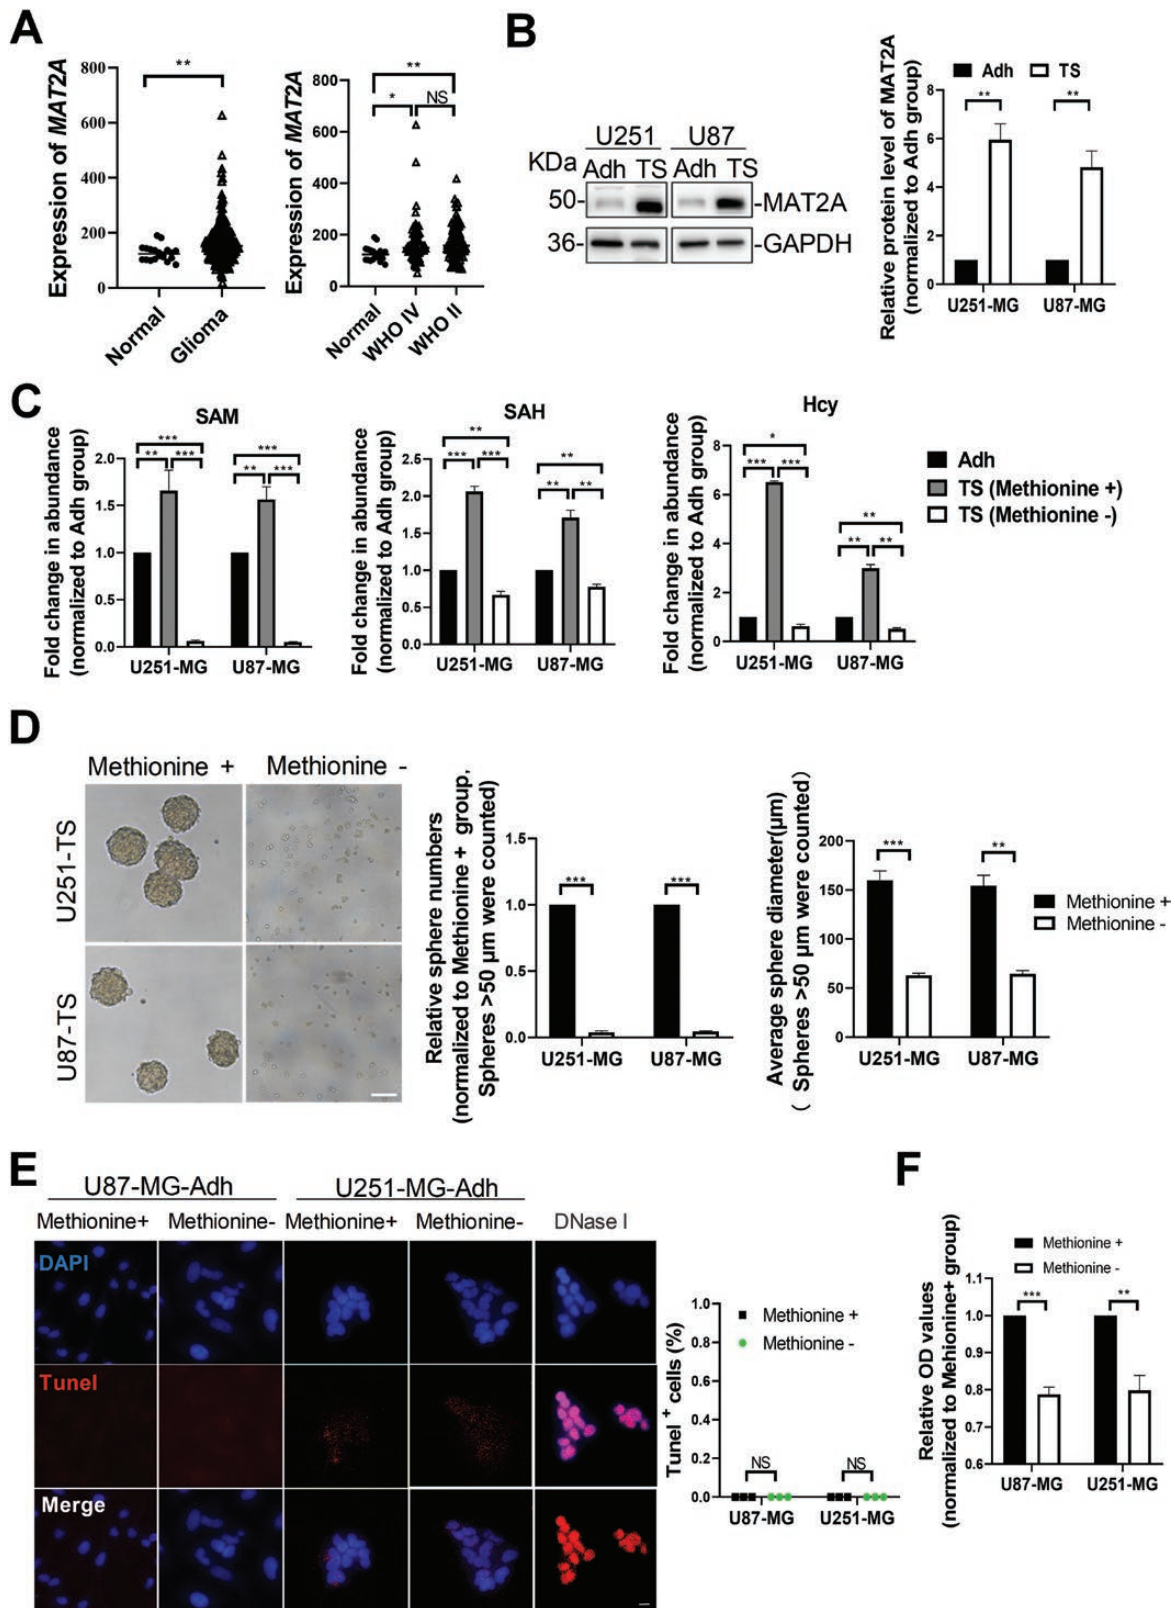 A
Expression of MAT2A
800
600
400
200
0
**
Normal
Glioma
Expression of MAT2A
800
600
400
200
0
**
*
NS
Normal
WHO IV
WHO II
B
U251
U87
KDa
Adh
TS
Adh
TS
50-
-MAT2A
36-
-GAPDH
Relative protein level of MAT2A
(normalized to Adh group)
Adh
TS
8
6
4
2
0
**
**
U251-MG
U87-MG
C
SAM
Fold change in abundance
(normalized to Adh group)
2.0
1.5
1.0
0.5
0.0
***
**
***
***
**
***
U251-MG
U87-MG
SAH
Fold change in abundance
(normalized to Adh group)
2.5
2.0
1.5
1.0
0.5
0.0
**
***
***
**
**
**
U251-MG
U87-MG
Hcy
Fold change in abundance
(normalized to Adh group)
8
6
4
2
0
*
***
***
**
**
**
U251-MG
U87-MG
Adh
TS (Methionine +)
TS (Methionine -)
D
Methionine +
Methionine -
U251-TS
U87-TS
Relative sphere numbers
(normalized to Methionine + group,
Spheres >50 μm were counted)
1.5
1.0
0.5
0.0
***
***
U251-MG
U87-MG
Average sphere diameter(μm)
( Spheres >50 μm were counted)
200
150
100
50
0
***
**
U251-MG
U87-MG
Methionine +
Methionine -
E
U87-MG-Adh
U251-MG-Adh
Methionine+
Methionine-
Methionine+
Methionine-
DNase I
DAPI
Tunel
Merge
Tunel + cells (%)
1.0
0.8
0.6
0.4
0.2
0.0
Methionine +
Methionine -
NS
NS
U87-MG
U251-MG
F
Methionine +
Methionine -
Relative OD values
(normalized to Mehionine+ group)
1.1
1.0
0.9
0.8
0.7
0.6
***
**
U87-MG
U251-MG